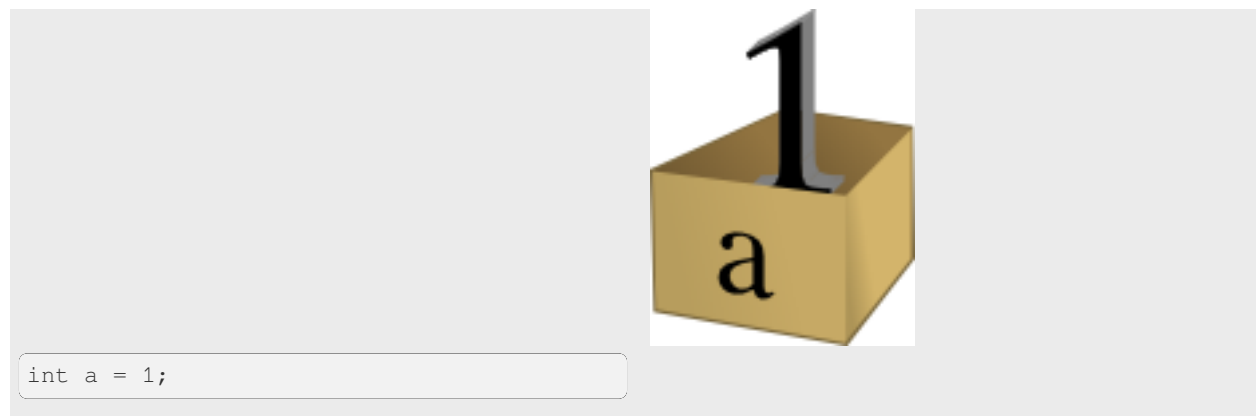 1
a
int a = 1;